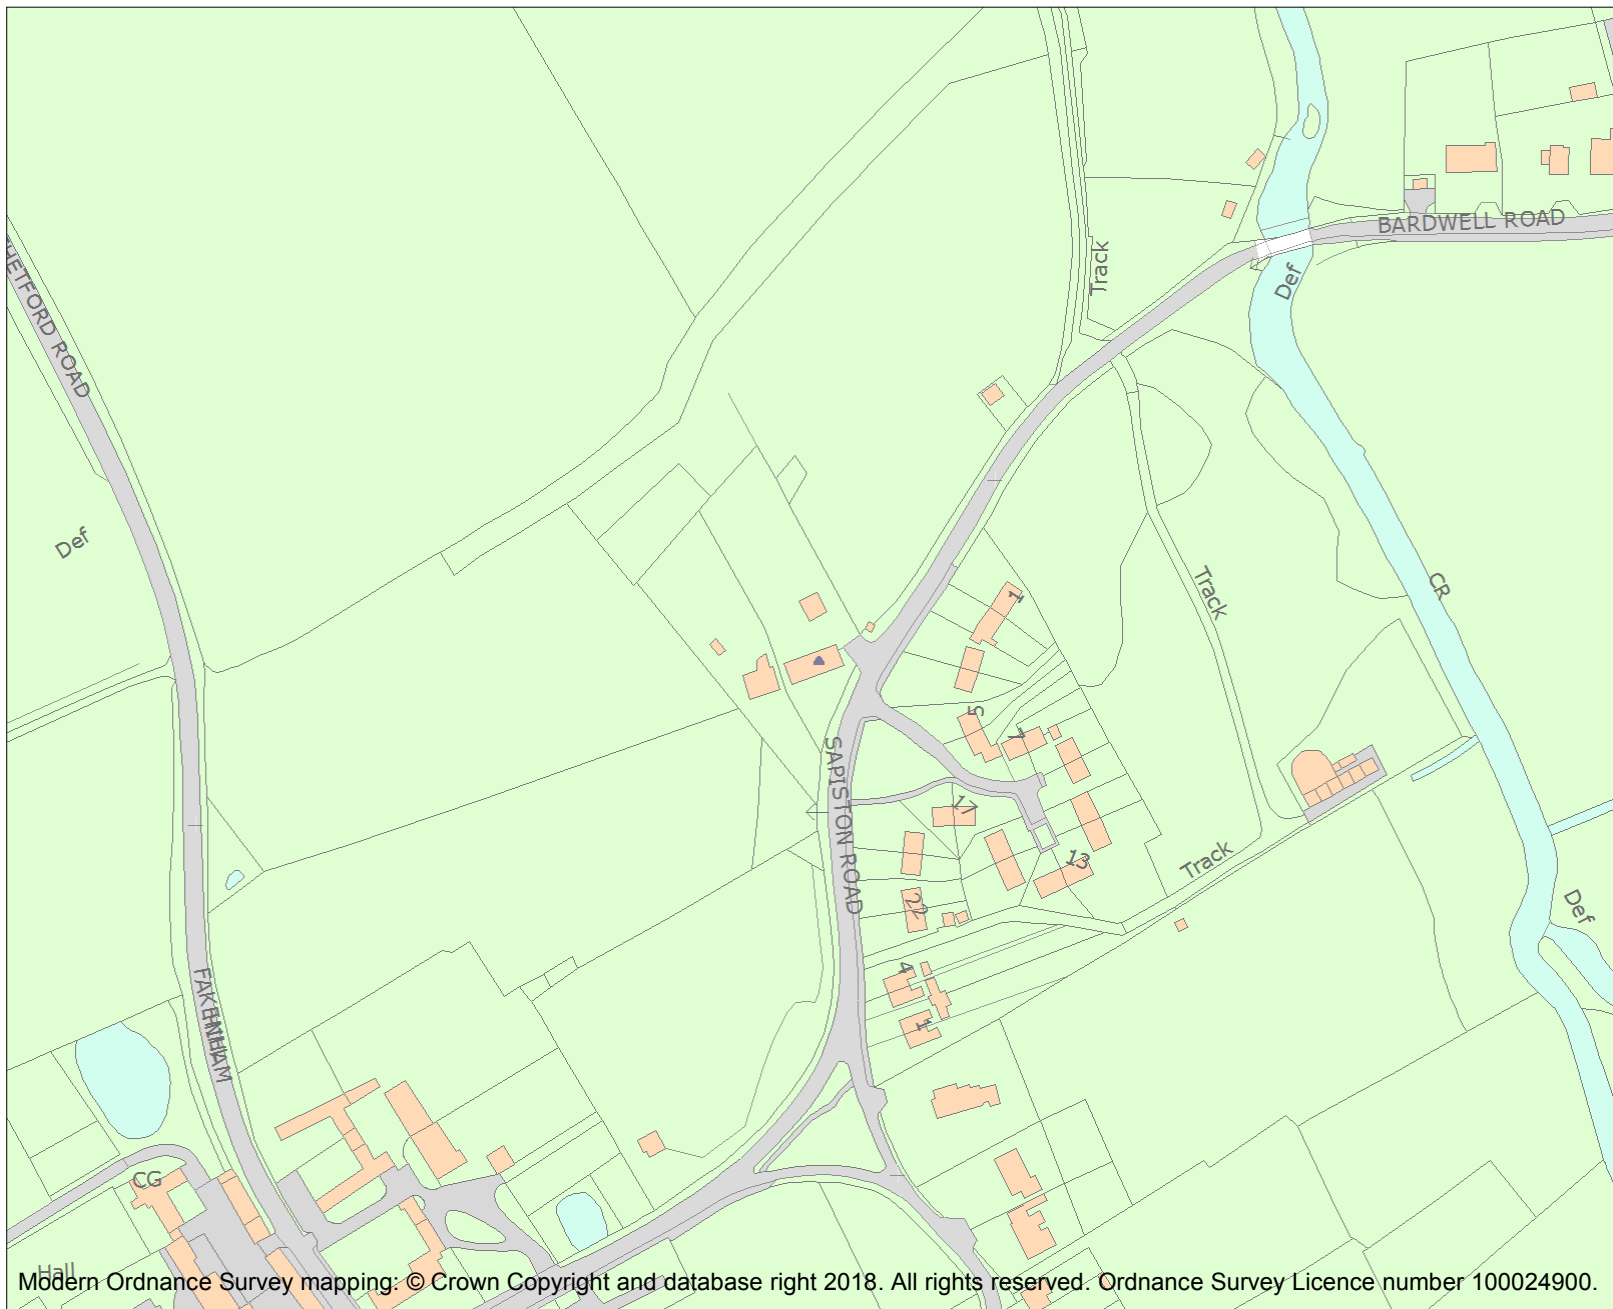 BARDWELL ROAD
Track
Def
THETFORD ROAD
Def
CR
Track
1
5
7
SAPISTON ROAD
17
13
Track
22
Def
4
FAKENHAM
1
CG
Hall
Modern Ordnance Survey mapping: © Crown Copyright and database right 2018. All rights reserved. Ordnance Survey Licence number 100024900.